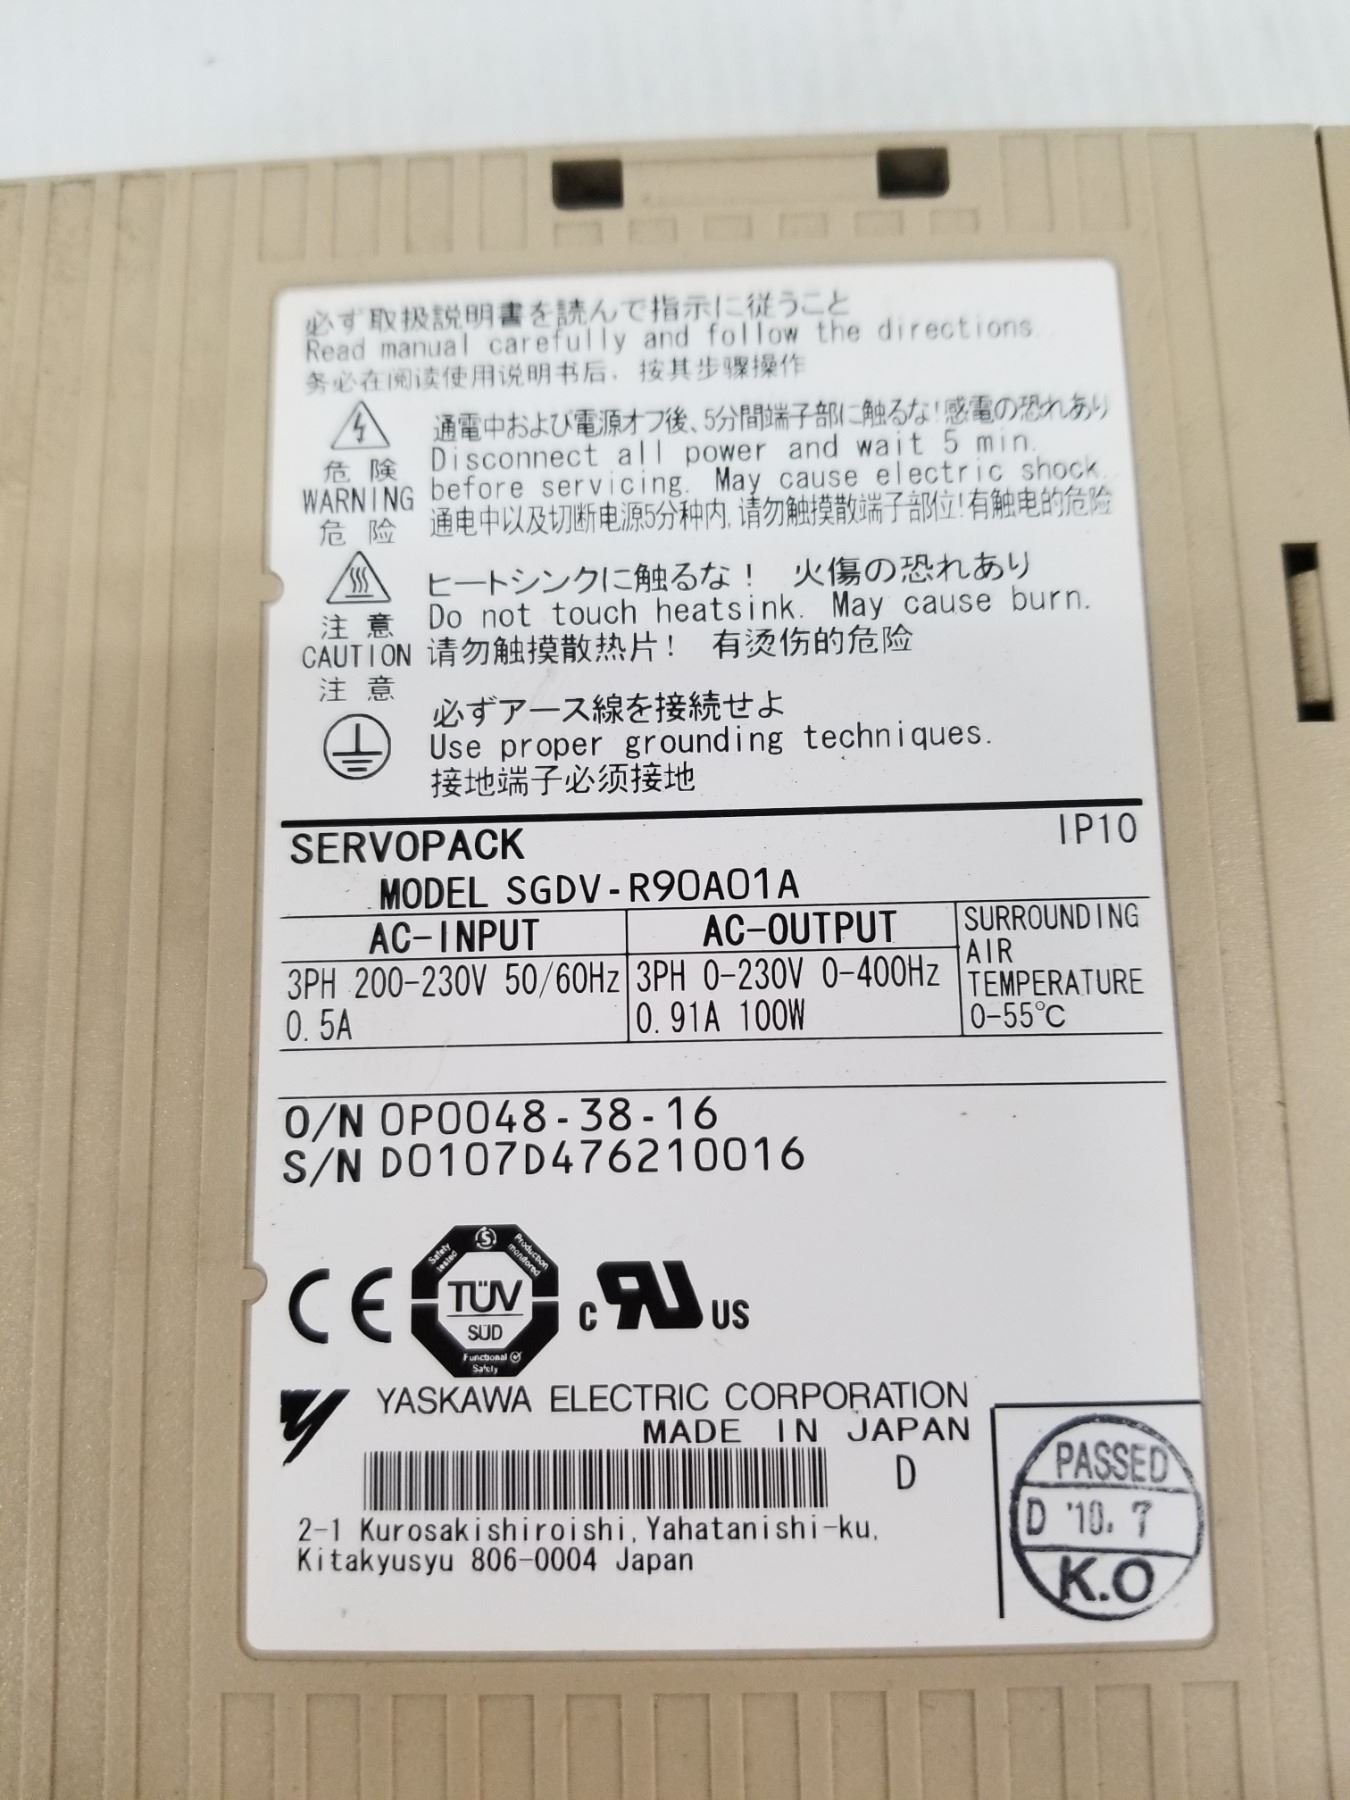 必ず取扱説明書を読んで指示に従うこと
Read manual carefully and follow the directions.
务必在阅读使用说明书后，按其步骤操作
通電中および電源オフ後、5分間端子部に触るな！感電の恐れあり
危険
Disconnect all power and wait 5 min.
WARNING
before servicing. May cause electric shock.
危险
通电中以及切断电源5分种内,请勿触摸散端子部位!有触电的危险
ヒートシンクに触るな！ 火傷の恐れあり
注意
Do not touch heatsink. May cause burn.
CAUTION
请勿触摸散热片！ 有烫伤的危险
注意
必ずアース線を接続せよ
Use proper grounding techniques.
接地端子必须接地
SERVOPACK IP10
MODEL SGDV-R90A01A
AC-INPUT
3PH 200-230V 50/60Hz
0.5A
AC-OUTPUT
3PH 0-230V 0-400Hz
0.91A 100W
SURROUNDING
AIR
TEMPERATURE
0-55℃
O/N OP0048-38-16
S/N D0107D476210016
CE
Safety tested
S
Production monitored
TÜV
SÜD
Functional Safety
c RU US
YASKAWA ELECTRIC CORPORATION
MADE IN JAPAN
D
2-1 Kurosakishiroishi, Yahatanishi-ku,
Kitakyusyu 806-0004 Japan
PASSED
D '10. 7
K.O